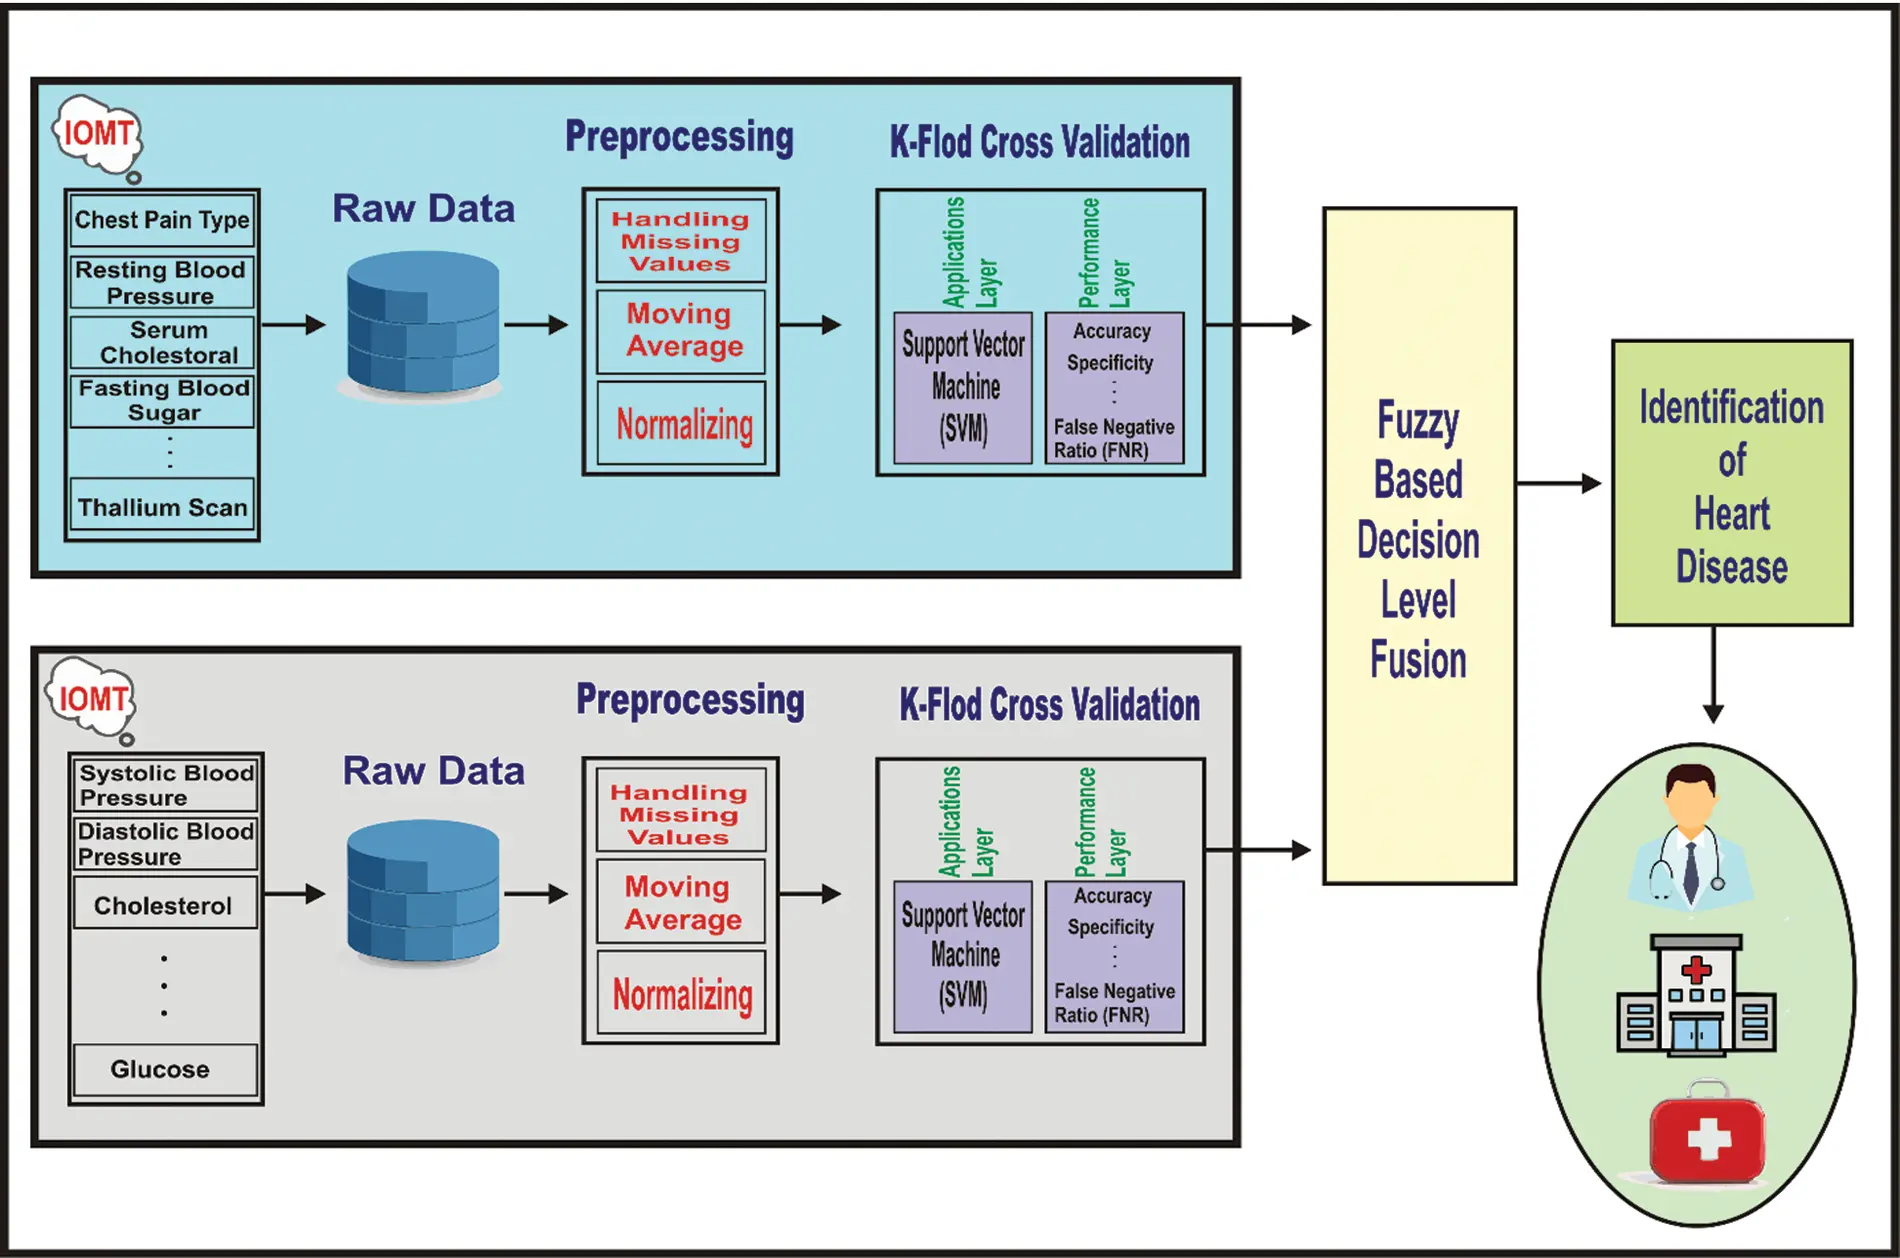 IOMT
Chest Pain Type
Resting Blood
Pressure
Serum
Cholestoral
Fasting Blood
Sugar
Thallium Scan
Raw Data
Preprocessing
Handling
Missing
Values
Moving
Average
Normalizing
K-Flod Cross Validation
Applications
Layer
Performance
Layer
Support Vector
Machine
(SVM)
Accuracy
Specificity
False Negative
Ratio (FNR)
IOMT
Systolic Blood
Pressure
Diastolic Blood
Pressure
Cholesterol
Glucose
Raw Data
Preprocessing
Handling
Missing
Values
Moving
Average
Normalizing
K-Flod Cross Validation
Applications
Layer
Performance
Layer
Support Vector
Machine
(SVM)
Accuracy
Specificity
False Negative
Ratio (FNR)
Fuzzy
Based
Decision
Level
Fusion
Identification
of
Heart
Disease